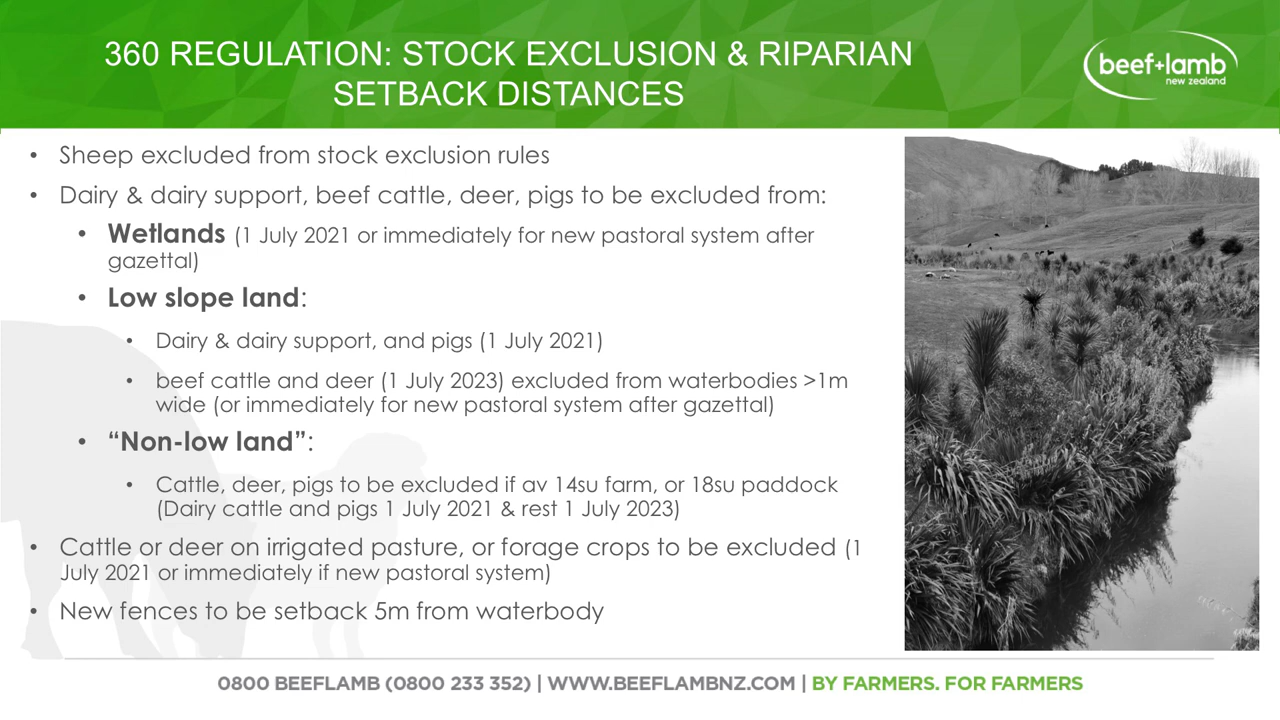 360 REGULATION: STOCK EXCLUSION & RIPARIAN
SETBACK DISTANCES
beef+lamb
new zealand
• Sheep excluded from stock exclusion rules
• Dairy & dairy support, beef cattle, deer, pigs to be excluded from:
• Wetlands (1 July 2021 or immediately for new pastoral system after
gazettal)
• Low slope land:
• Dairy & dairy support, and pigs (1 July 2021)
• beef cattle and deer (1 July 2023) excluded from waterbodies >1m
wide (or immediately for new pastoral system after gazettal)
• “Non-low land”:
• Cattle, deer, pigs to be excluded if av 14su farm, or 18su paddock
(Dairy cattle and pigs 1 July 2021 & rest 1 July 2023)
• Cattle or deer on irrigated pasture, or forage crops to be excluded (1
July 2021 or immediately if new pastoral system)
• New fences to be setback 5m from waterbody
0800 BEEFLAMB (0800 233 352) | WWW.BEEFLAMBNZ.COM | BY FARMERS. FOR FARMERS